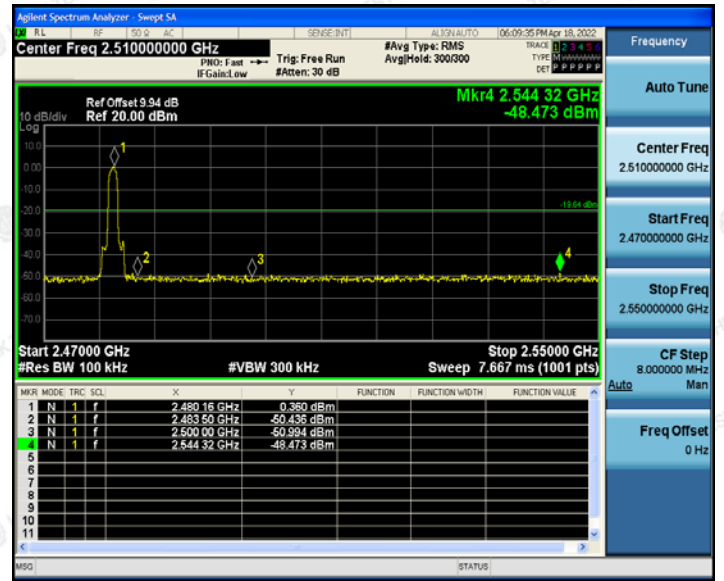 Agilent Spectrum Analyzer - Swept SA
RL RF 50 Ω AC SENSE:INT ALIGNAUTO 06:09:35 PM Apr 18, 2022
Center Freq 2.510000000 GHz
PNO: Fast
IFGain:Low
Trig: Free Run
#Atten: 30 dB
#Avg Type: RMS
Avg|Hold: 300/300
TRACE 1 2 3 4 5 6
TYPE M
DET P P P P P P
Frequency
Auto Tune
Center Freq
2.510000000 GHz
Start Freq
2.470000000 GHz
Stop Freq
2.550000000 GHz
CF Step
8.000000 MHz
Auto Man
Freq Offset
0 Hz
Mkr4 2.544 32 GHz
-48.473 dBm
Ref Offset 9.94 dB
10 dB/div Ref 20.00 dBm
Log
10.0
0.00
-10.0
-20.0
-30.0
-40.0
-50.0
-60.0
-70.0
1
2
3
4
-19.64 dBm
Start 2.47000 GHz Stop 2.55000 GHz
#Res BW 100 kHz #VBW 300 kHz Sweep 7.667 ms (1001 pts)
MKR MODE TRC SCL X Y FUNCTION FUNCTION WIDTH FUNCTION VALUE
1 N 1 f 2.480 16 GHz 0.360 dBm
2 N 1 f 2.483 50 GHz -50.436 dBm
3 N 1 f 2.500 00 GHz -50.994 dBm
4 N 1 f 2.544 32 GHz -48.473 dBm
5
6
7
8
9
10
11
MSG STATUS